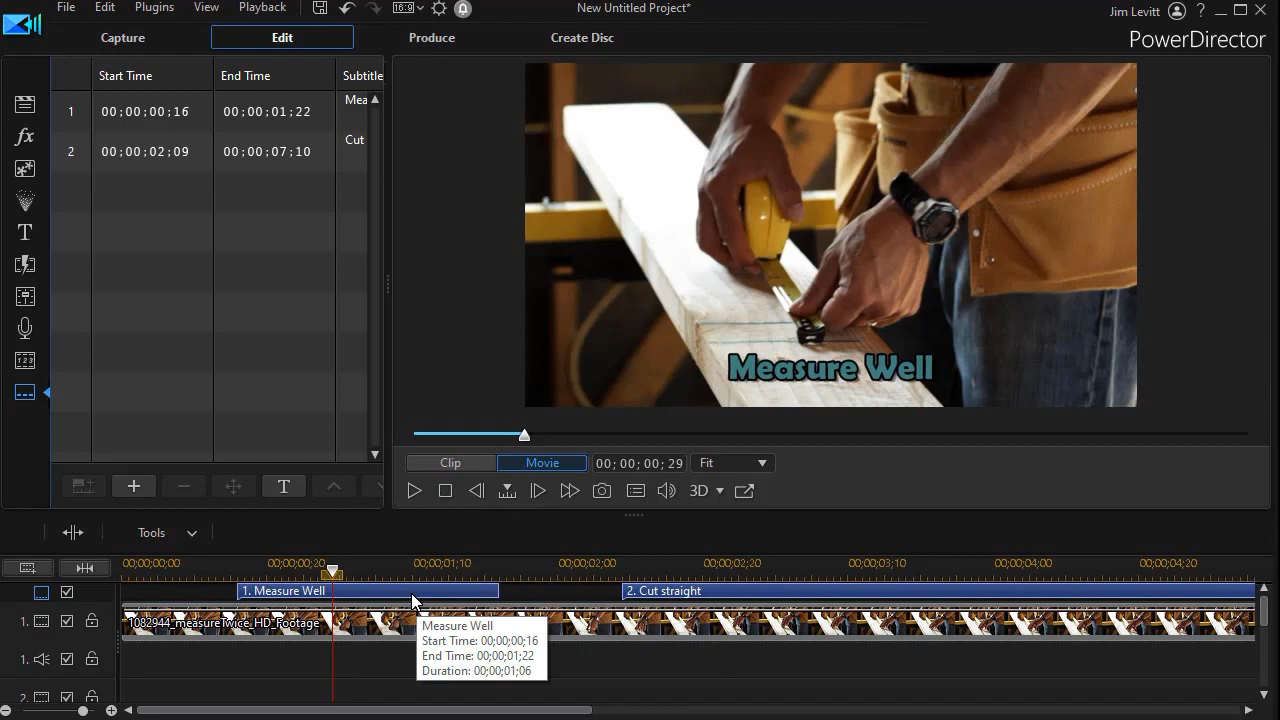 File Edit Plugins View Playback 16:9 New Untitled Project* Jim Levitt ?
Capture Edit Produce Create Disc PowerDirector
Start Time End Time Subtitle
1 00;00;00;16 00;00;01;22 Mea
2 00;00;02;09 00;00;07;10 Cut
fx
T
Measure Well
Clip Movie 00; 00; 00; 29 Fit
T
3D
Tools
00;00;00;00 00;00;00;20 00;00;01;10 00;00;02;00 00;00;02;20 00;00;03;10 00;00;04;00 00;00;04;20
1. Measure Well 2. Cut straight
1. 1082944_measureTwice_HD_Footage
Measure Well
Start Time: 00;00;00;16
End Time: 00;00;01;22
Duration: 00;00;01;06
1.
2.